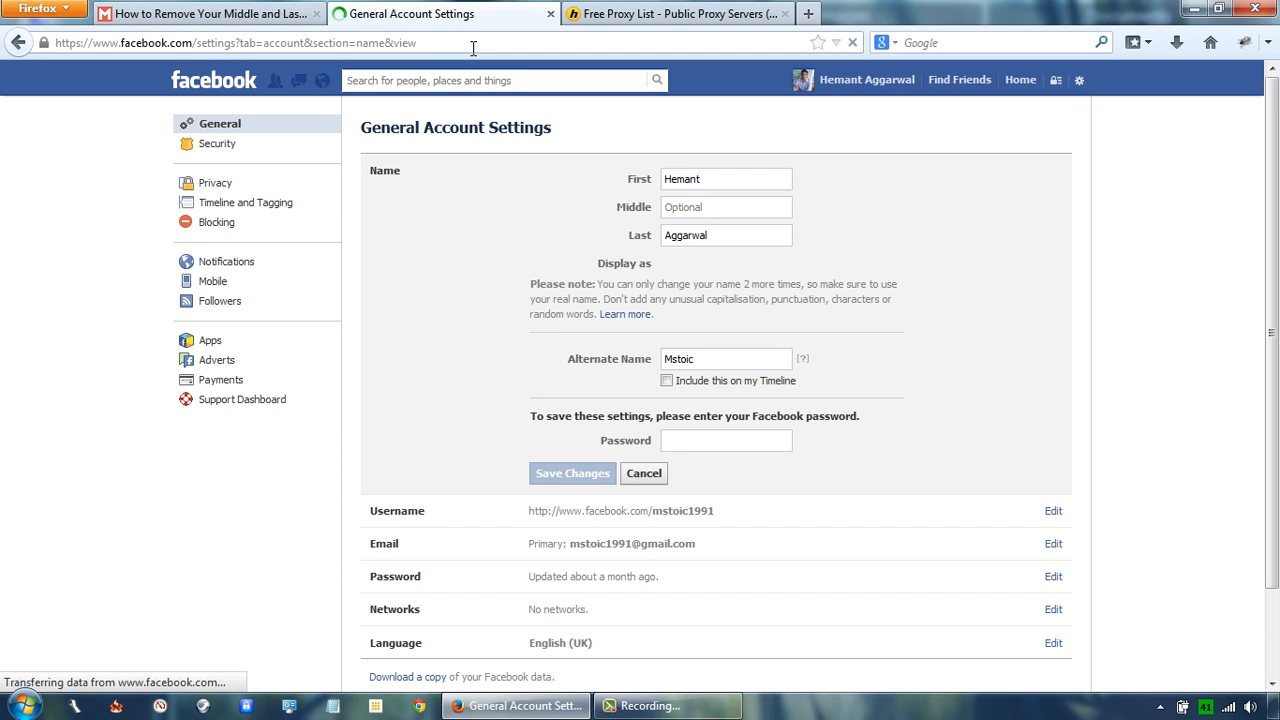 Firefox
How to Remove Your Middle and Las...
General Account Settings
Free Proxy List - Public Proxy Servers (...
https://www.facebook.com/settings?tab=account&section=name&view
Google
facebook
Search for people, places and things
Hemant Aggarwal
Find Friends
Home
General
Security
Privacy
Timeline and Tagging
Blocking
Notifications
Mobile
Followers
Apps
Adverts
Payments
Support Dashboard
General Account Settings
Name
First Hemant
Middle Optional
Last Aggarwal
Display as
Please note: You can only change your name 2 more times, so make sure to use
your real name. Don't add any unusual capitalisation, punctuation, characters or
random words. Learn more.
Alternate Name Mstoic [?]
Include this on my Timeline
To save these settings, please enter your Facebook password.
Password
Save Changes Cancel
Username http://www.facebook.com/mstoic1991 Edit
Email Primary: mstoic1991@gmail.com Edit
Password Updated about a month ago. Edit
Networks No networks. Edit
Language English (UK) Edit
Download a copy of your Facebook data.
Transferring data from www.facebook.com...
General Account Sett...
Recording...
41